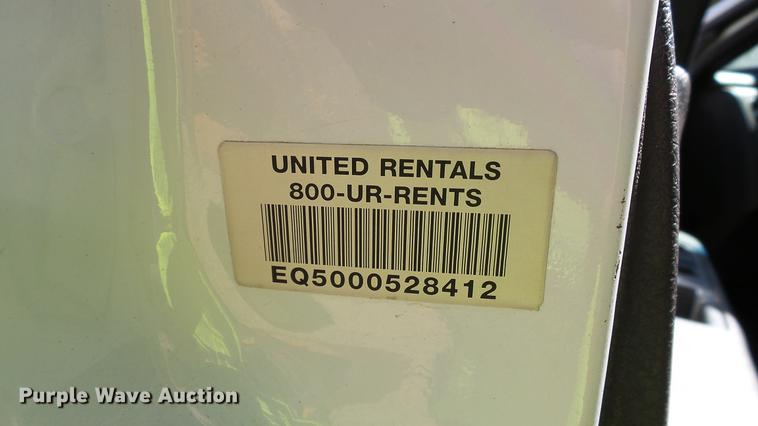 UNITED RENTALS
800-UR-RENTS
EQ5000528412
Purple Wave Auction